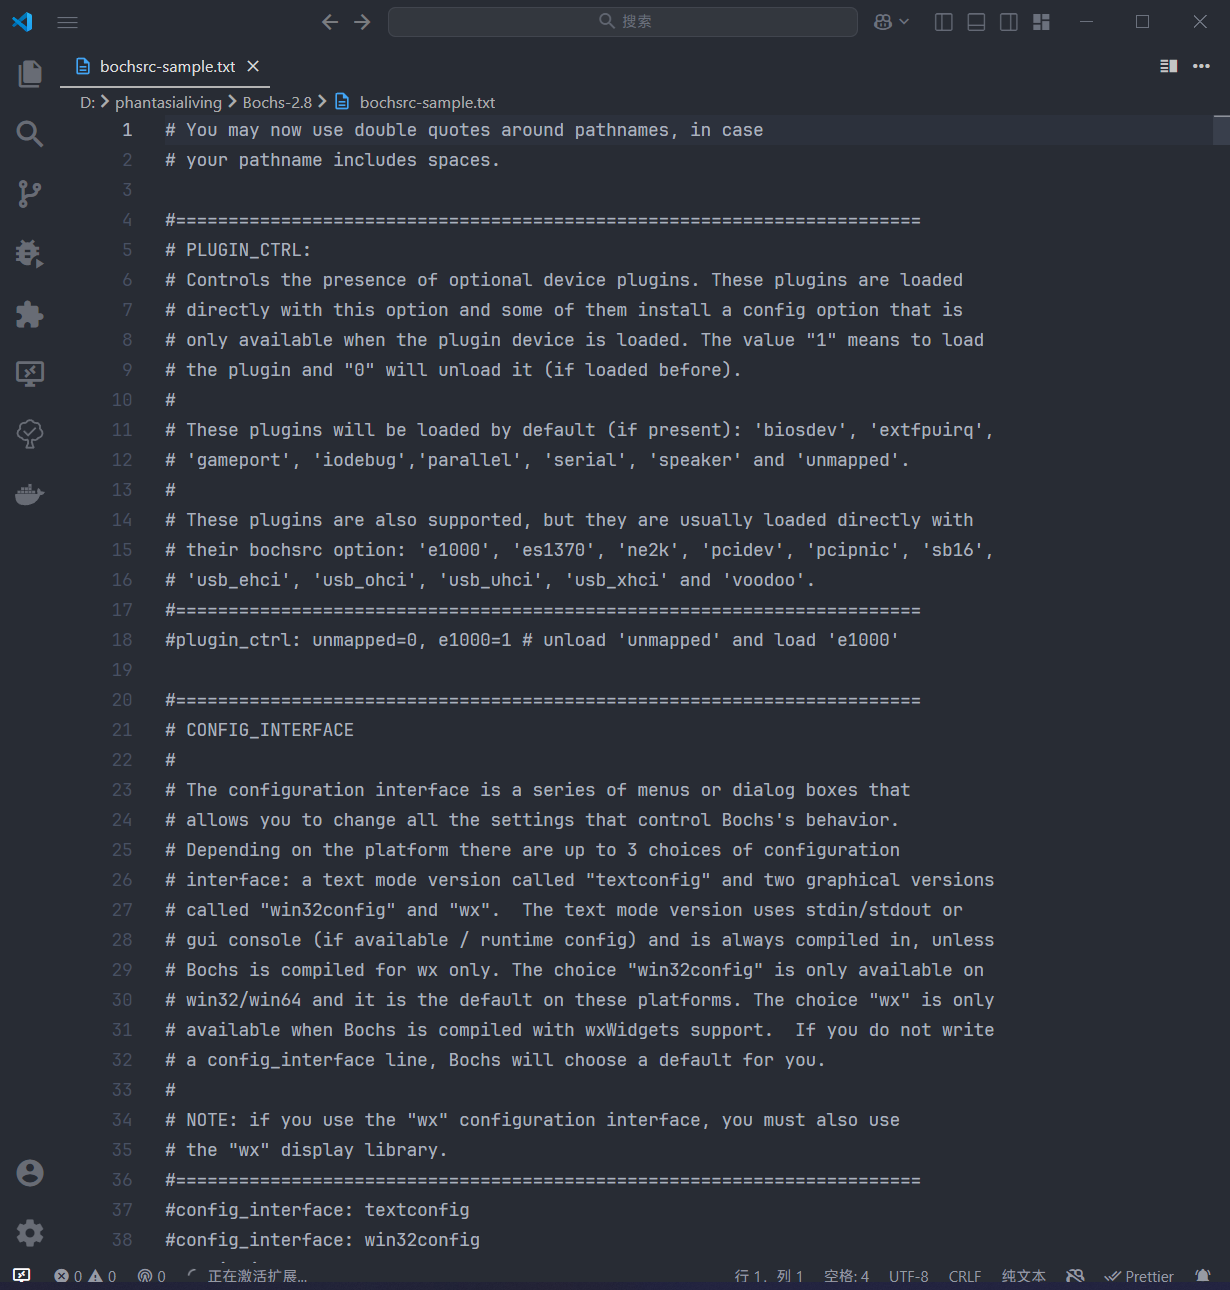 搜索
bochsrc-sample.txt
D: phantasialiving Bochs-2.8 bochsrc-sample.txt
1 # You may now use double quotes around pathnames, in case
2 # your pathname includes spaces.
3
4 #=======================================================================
5 # PLUGIN_CTRL:
6 # Controls the presence of optional device plugins. These plugins are loaded
7 # directly with this option and some of them install a config option that is
8 # only available when the plugin device is loaded. The value "1" means to load
9 # the plugin and "0" will unload it (if loaded before).
10 #
11 # These plugins will be loaded by default (if present): 'biosdev', 'extfpuirq',
12 # 'gameport', 'iodebug','parallel', 'serial', 'speaker' and 'unmapped'.
13 #
14 # These plugins are also supported, but they are usually loaded directly with
15 # their bochsrc option: 'e1000', 'es1370', 'ne2k', 'pcidev', 'pcipnic', 'sb16',
16 # 'usb_ehci', 'usb_ohci', 'usb_uhci', 'usb_xhci' and 'voodoo'.
17 #=======================================================================
18 #plugin_ctrl: unmapped=0, e1000=1 # unload 'unmapped' and load 'e1000'
19
20 #=======================================================================
21 # CONFIG_INTERFACE
22 #
23 # The configuration interface is a series of menus or dialog boxes that
24 # allows you to change all the settings that control Bochs's behavior.
25 # Depending on the platform there are up to 3 choices of configuration
26 # interface: a text mode version called "textconfig" and two graphical versions
27 # called "win32config" and "wx".  The text mode version uses stdin/stdout or
28 # gui console (if available / runtime config) and is always compiled in, unless
29 # Bochs is compiled for wx only. The choice "win32config" is only available on
30 # win32/win64 and it is the default on these platforms. The choice "wx" is only
31 # available when Bochs is compiled with wxWidgets support.  If you do not write
32 # a config_interface line, Bochs will choose a default for you.
33 #
34 # NOTE: if you use the "wx" configuration interface, you must also use
35 # the "wx" display library.
36 #=======================================================================
37 #config_interface: textconfig
38 #config_interface: win32config
0 0 0 正在激活扩展... 行 1，列 1 空格: 4 UTF-8 CRLF 纯文本 Prettier